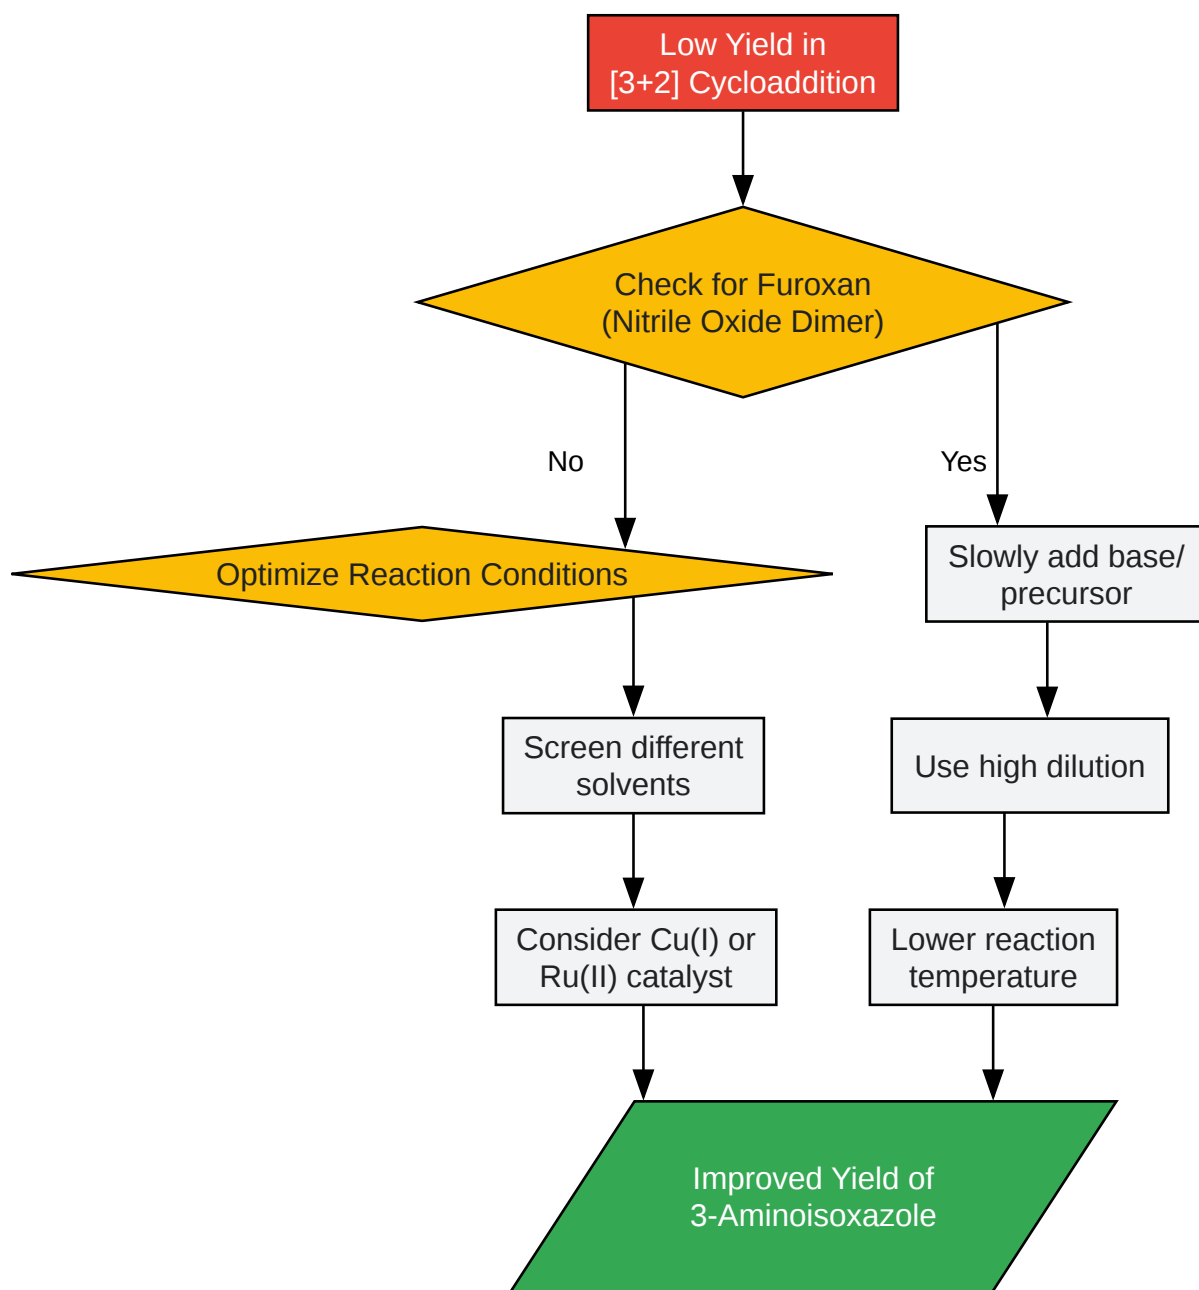 Low Yield in
[3+2] Cycloaddition
Check for Furoxan
(Nitrile Oxide Dimer)
No
Yes
Optimize Reaction Conditions
Slowly add base/
precursor
Screen different
solvents
Use high dilution
Consider Cu(I) or
Ru(II) catalyst
Lower reaction
temperature
Improved Yield of
3-Aminoisoxazole